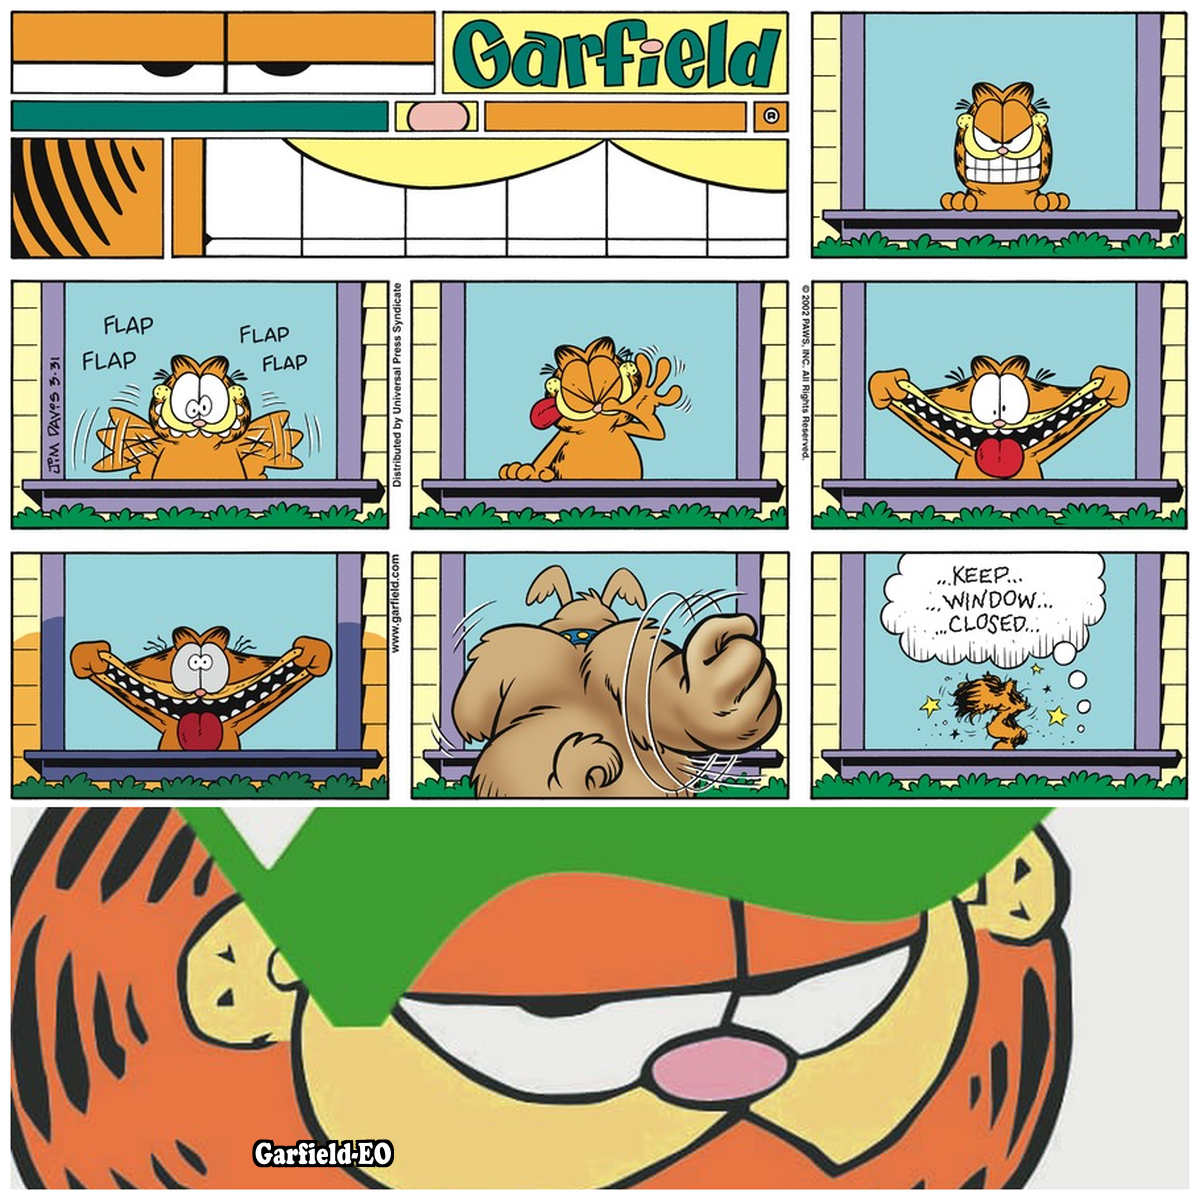 Garfield
®
FLAP
FLAP
FLAP
FLAP
JIM DAVIS 3·31
Distributed by Universal Press Syndicate
© 2002 PAWS, INC. All Rights Reserved.
www.garfield.com
...KEEP...
...WINDOW...
...CLOSED...
Garfield-EO